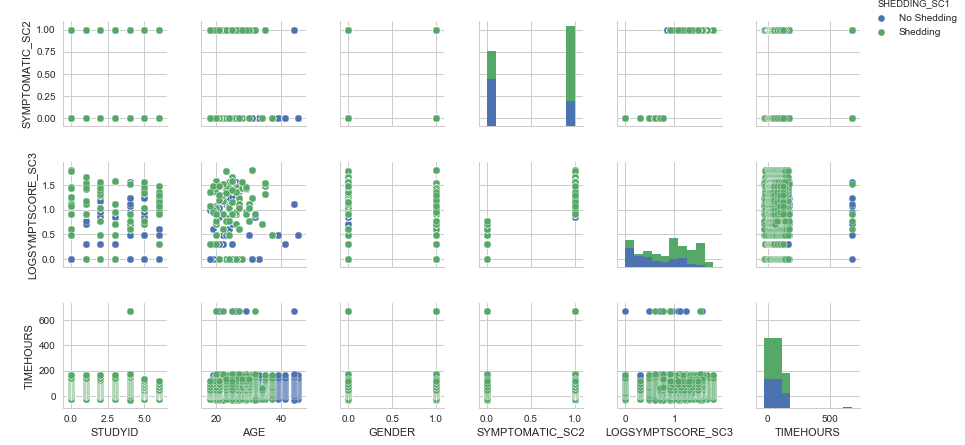 SHEDDING_SC1
No Shedding
Shedding
SYMPTOMATIC_SC2
1.00
0.75
0.50
0.25
0.00
LOGSYMPTSCORE_SC3
1.5
1.0
0.5
0.0
TIMEHOURS
600
400
200
0
0.0 2.5 5.0
20 40
0.0 0.5 1.0
0.0 0.5 1.0
0 1
0 500
STUDYID
AGE
GENDER
SYMPTOMATIC_SC2
LOGSYMPTSCORE_SC3
TIMEHOURS